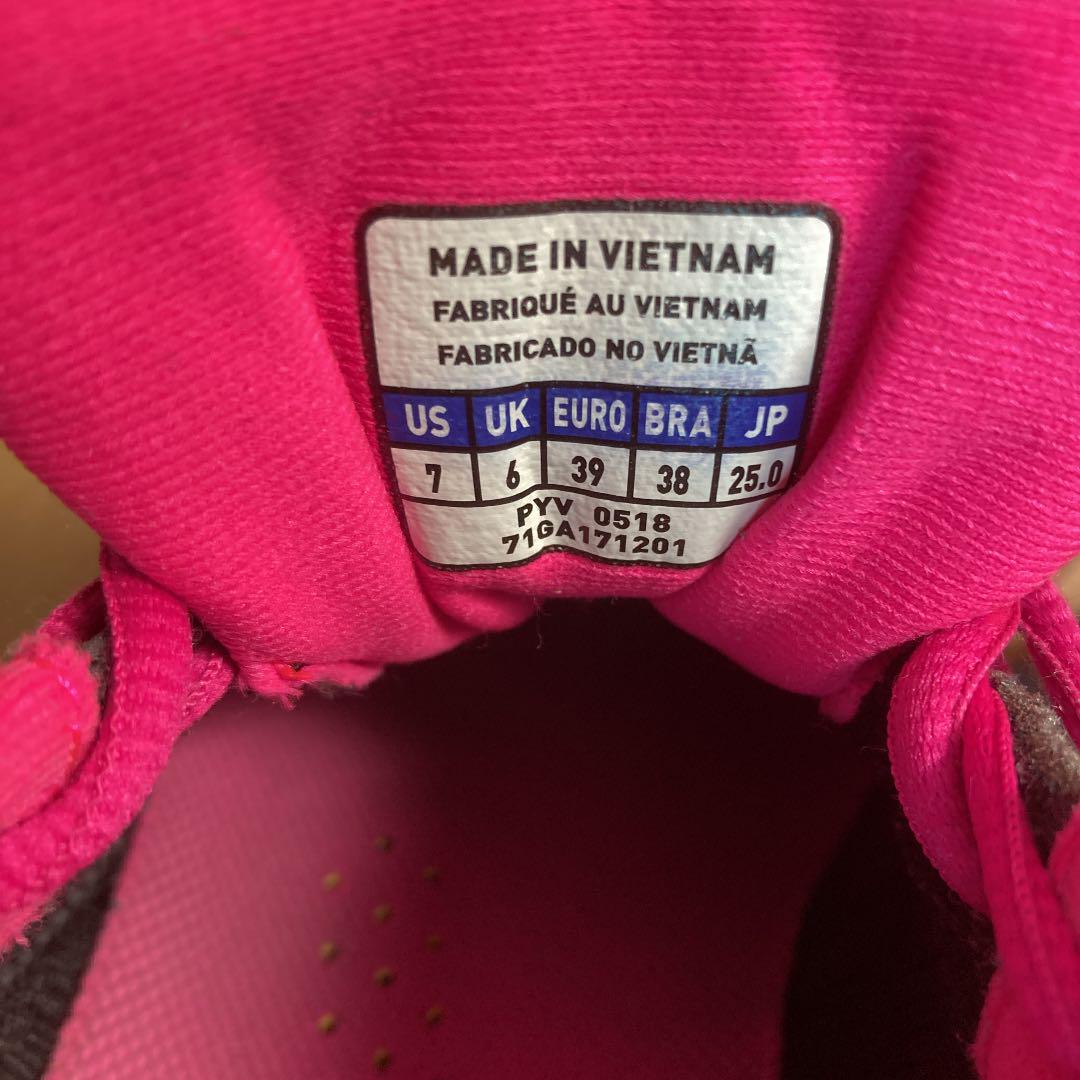 MADE IN VIETNAM
FABRIQUÉ AU VIETNAM
FABRICADO NO VIETNÃ
US UK EURO BRA JP
7 6 39 38 25.0
PYV 0518
71GA171201